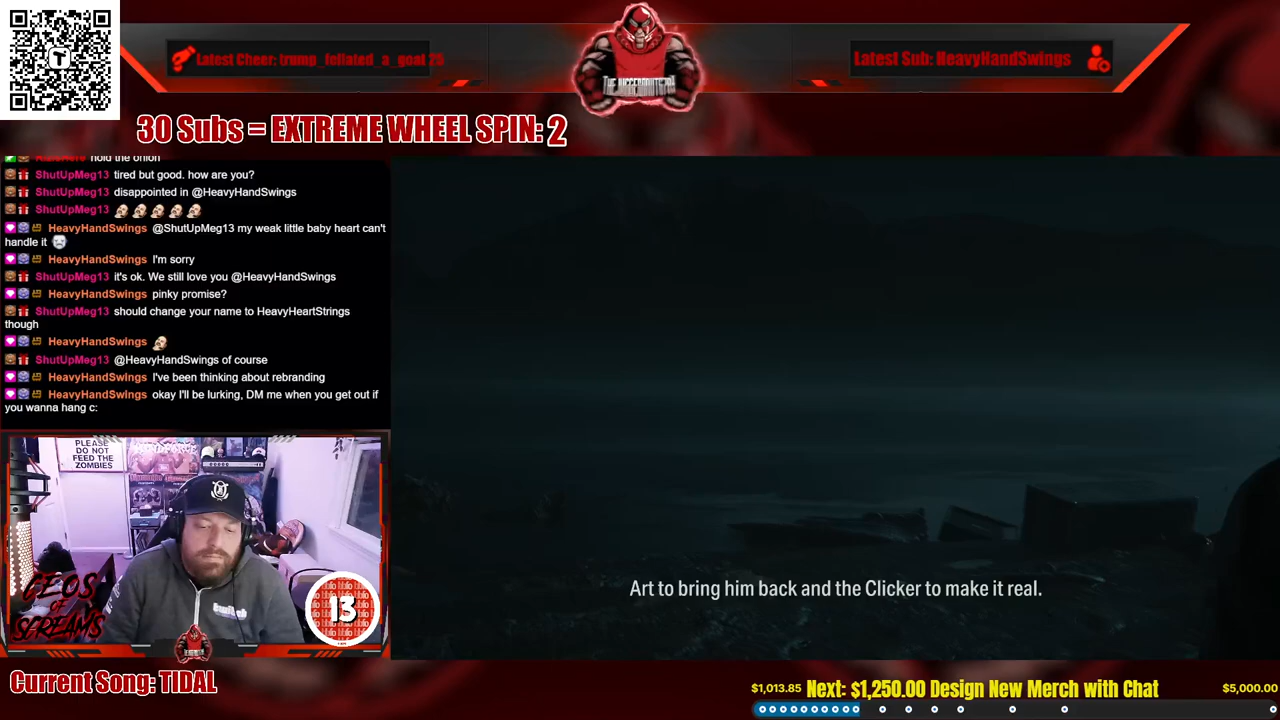 Latest Cheer: trump_fellated_a_goat 25
Latest Sub: HeavyHandSwings
30 Subs = EXTREME WHEEL SPIN: 2
hold the onion
ShutUpMeg13 tired but good. how are you?
ShutUpMeg13 disappointed in @HeavyHandSwings
ShutUpMeg13
HeavyHandSwings @ShutUpMeg13 my weak little baby heart can't
handle it
HeavyHandSwings I'm sorry
ShutUpMeg13 it's ok. We still love you @HeavyHandSwings
HeavyHandSwings pinky promise?
ShutUpMeg13 should change your name to HeavyHeartStrings
though
HeavyHandSwings
ShutUpMeg13 @HeavyHandSwings of course
HeavyHandSwings I've been thinking about rebranding
HeavyHandSwings okay I'll be lurking, DM me when you get out if
you wanna hang c:
PLEASE
DO NOT
FEED THE
ZOMBIES
twitch
GEOS
OF
STREAMS
13
Art to bring him back and the Clicker to make it real.
Current Song: TIDAL
$1,013.85 Next: $1,250.00 Design New Merch with Chat $5,000.00